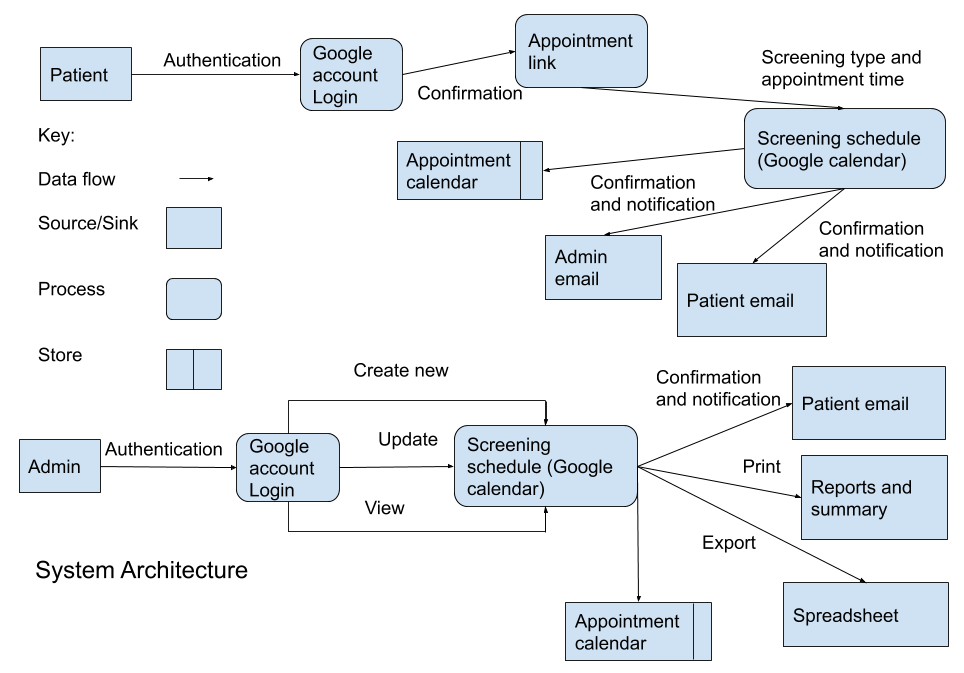 Patient
Authentication
Google
account
Login
Confirmation
Appointment
link
Screening type and
appointment time
Screening schedule
(Google calendar)
Appointment
calendar
Confirmation
and notification
Admin
email
Confirmation
and notification
Patient email
Key:
Data flow
Source/Sink
Process
Store
Admin
Authentication
Google
account
Login
Create new
Update
View
Screening
schedule (Google
calendar)
Confirmation
and notification
Patient email
Print
Reports and
summary
Export
Spreadsheet
Appointment
calendar
System Architecture